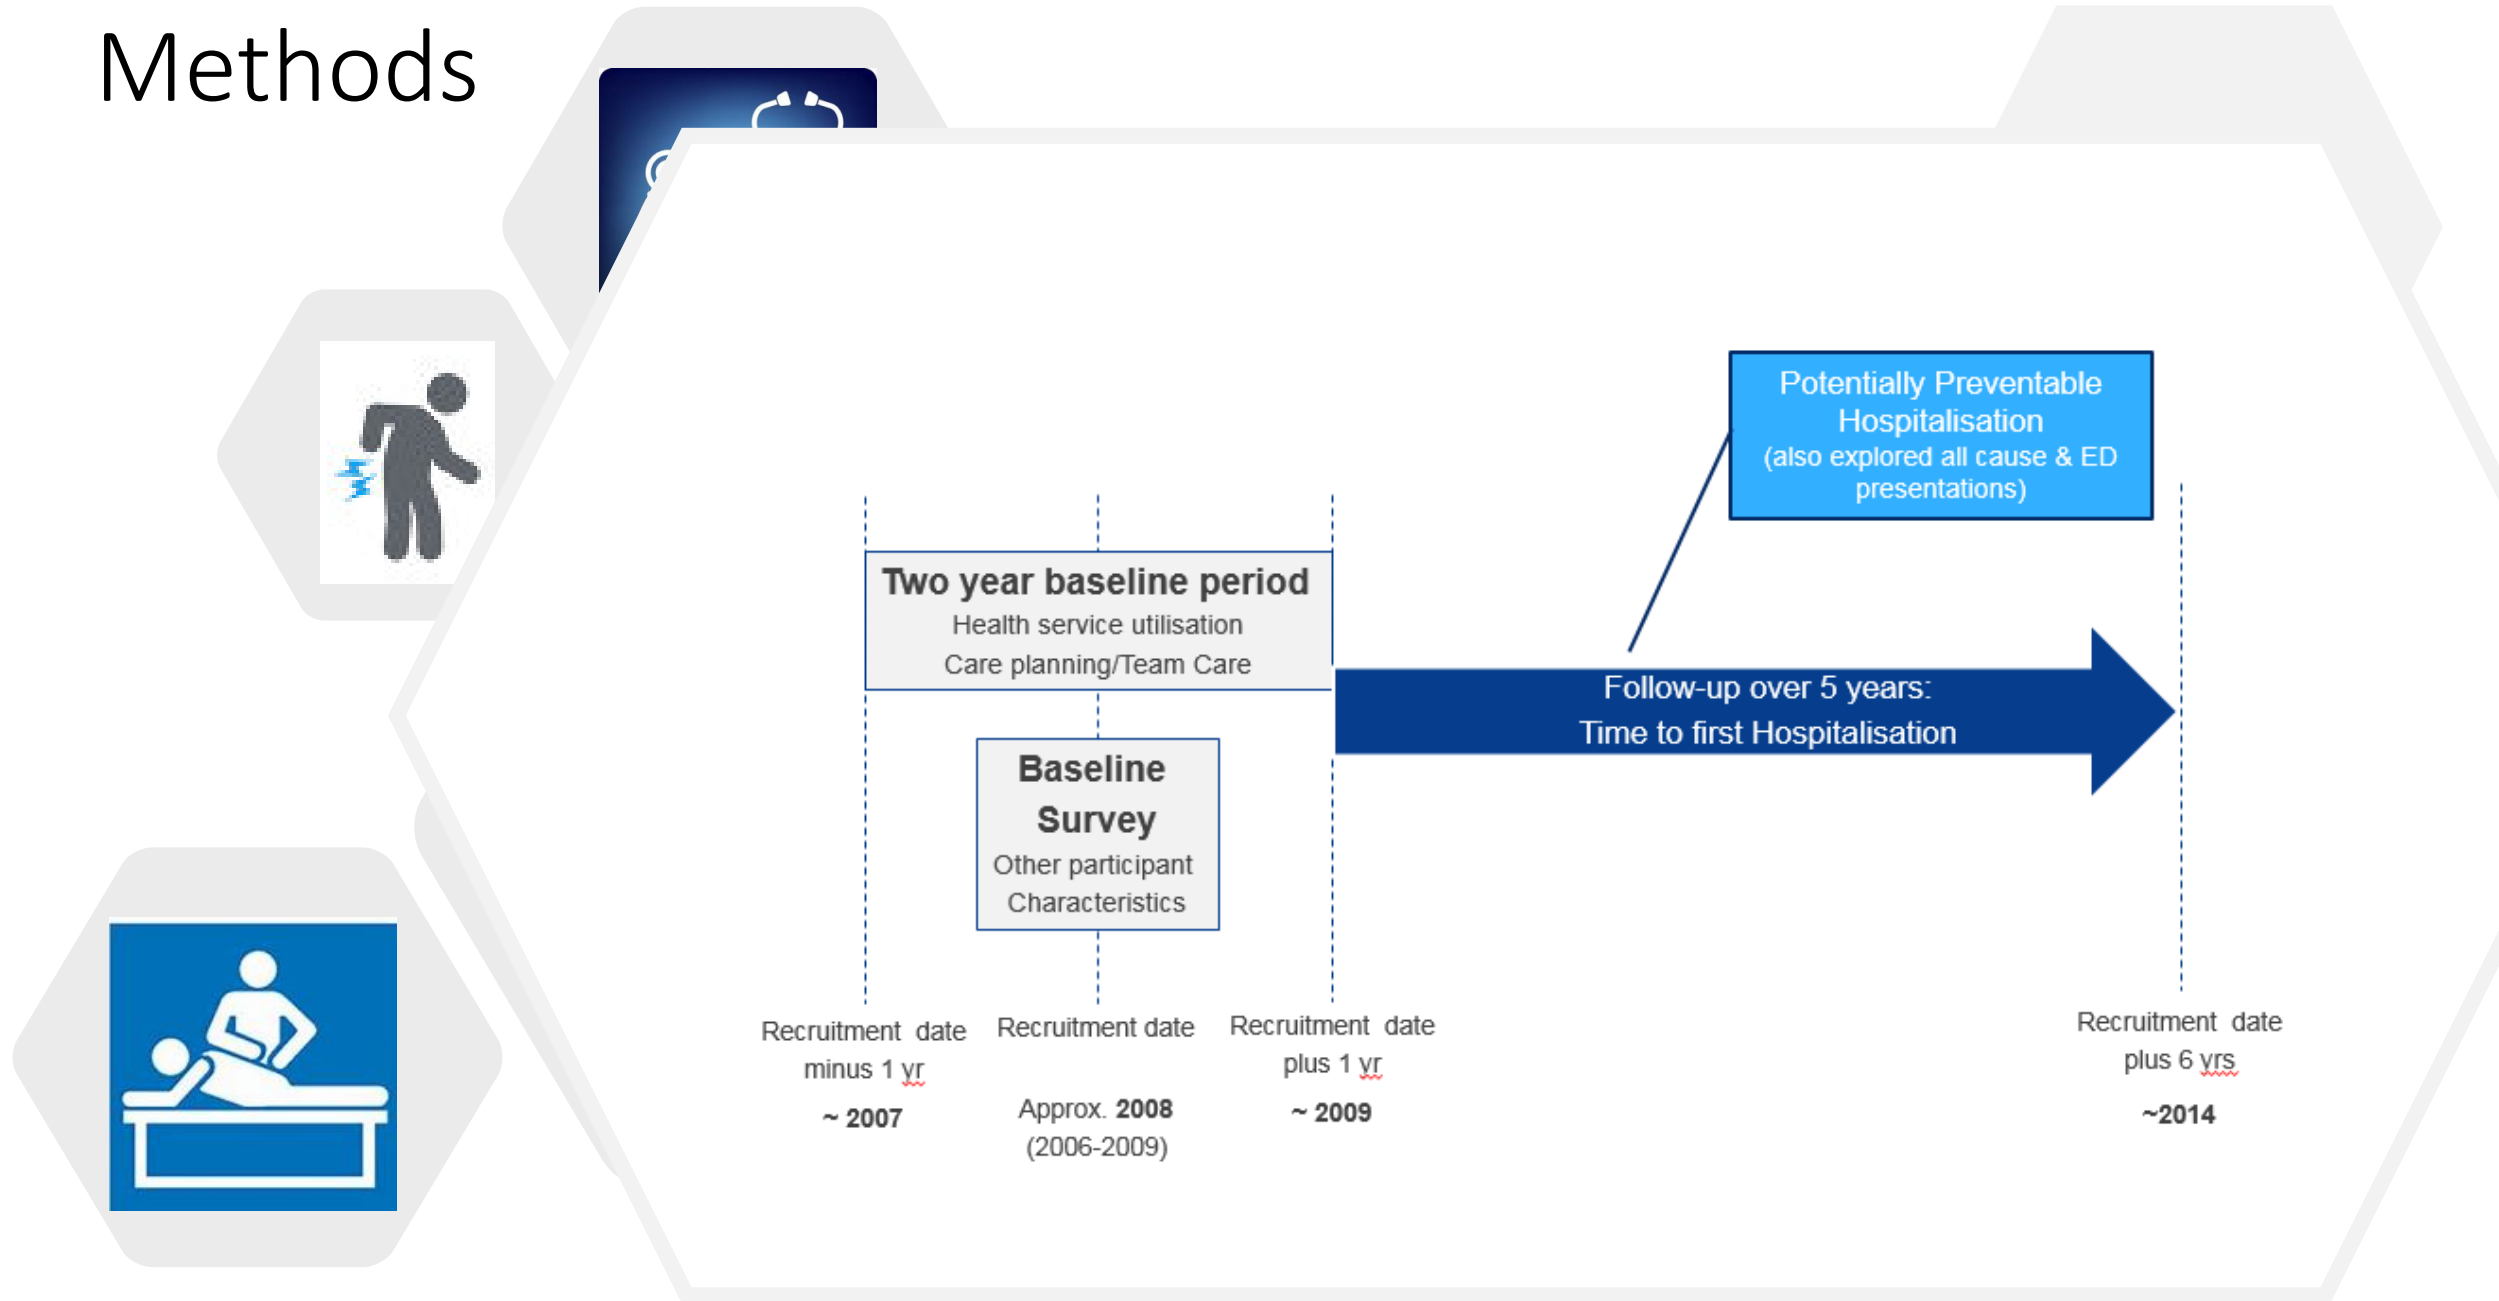 Methods
Potentially Preventable
Hospitalisation
(also explored all cause & ED
presentations)
Two year baseline period
Health service utilisation
Care planning/Team Care
Follow-up over 5 years:
Time to first Hospitalisation
Baseline
Survey
Other participant
Characteristics
Recruitment date
minus 1 yr
~ 2007
Recruitment date
Approx. 2008
(2006-2009)
Recruitment date
plus 1 yr
~ 2009
Recruitment date
plus 6 yrs
~2014